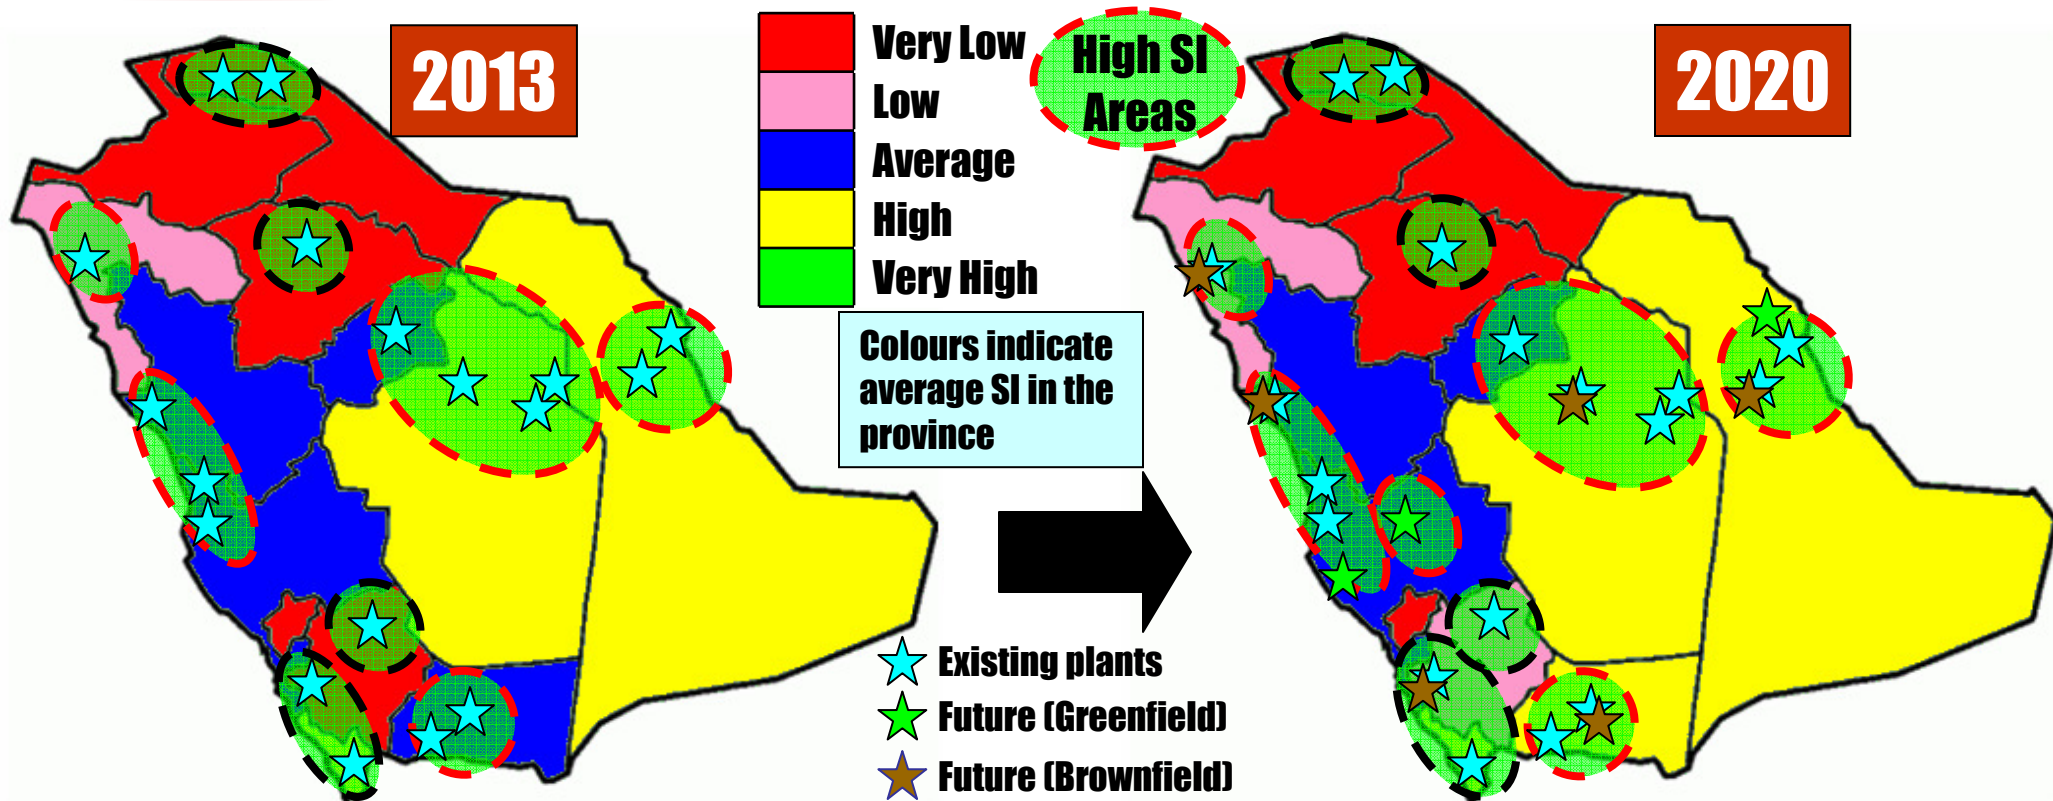 2013
Very Low
Low
Average
High
Very High
High SI
Areas
2020
Colours indicate
average SI in the
province
Existing plants
Future (Greenfield)
Future (Brownfield)